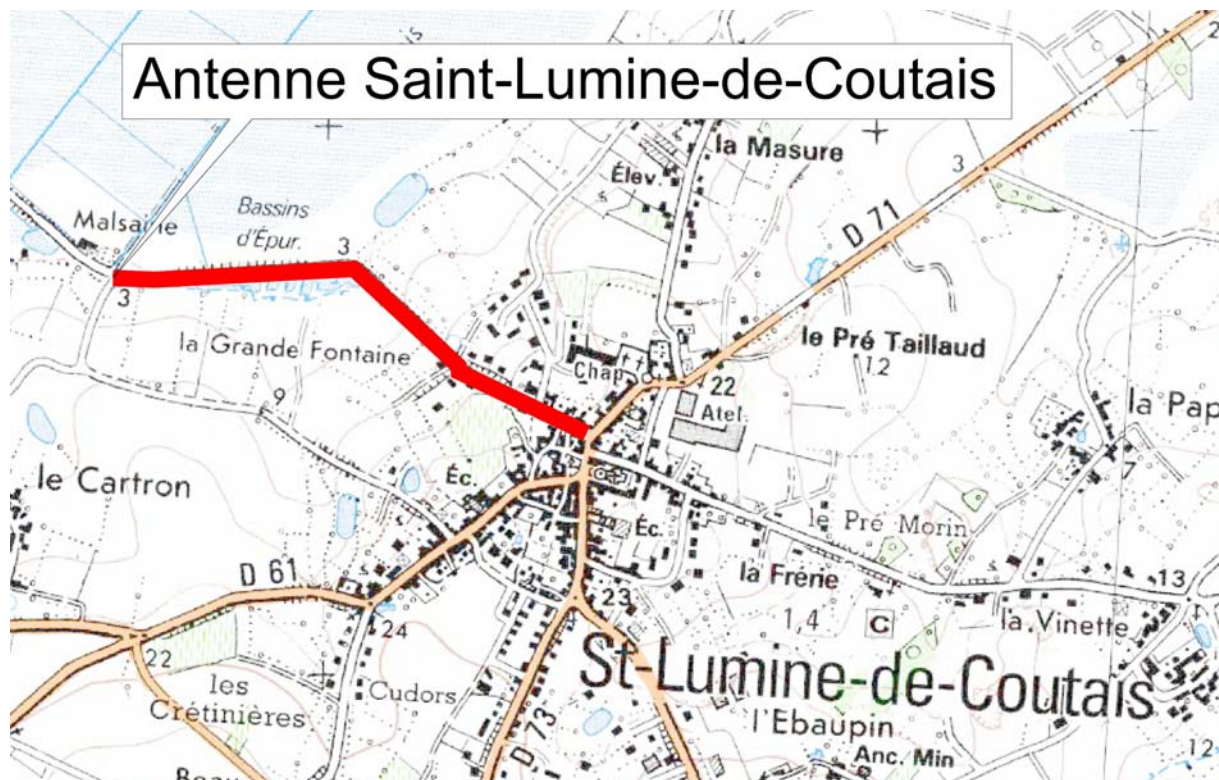 Antenne Saint-Lumine-de-Coutais
2
la Masure
Élev.
3
D 71
Malsaine
Bassins
d'Épur.
3
3
la Grande Fontaine
le Pré Taillaud
12
Chap
22
Atel.
la Pap
9
le Cartron
Éc.
7
Éc.
le Pré Morin
D 61
la Frêne
13
23
1,4
C
la Vinette
24
22
St-Lumine-de-Coutais
les
Crétinières
Cudors
l'Ebaupin
D 73
Anc. Min
12